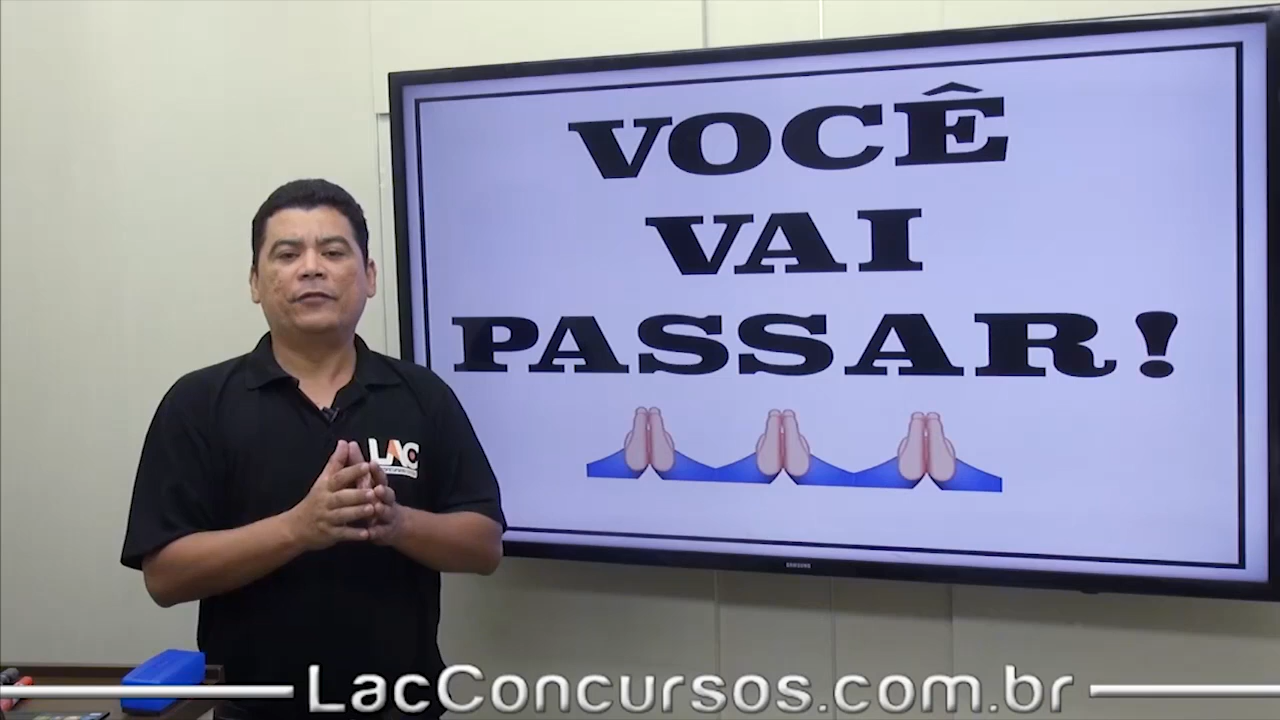 VOCÊ
VAI
PASSAR!
LAC
SAMSUNG
LacConcursos.com.br